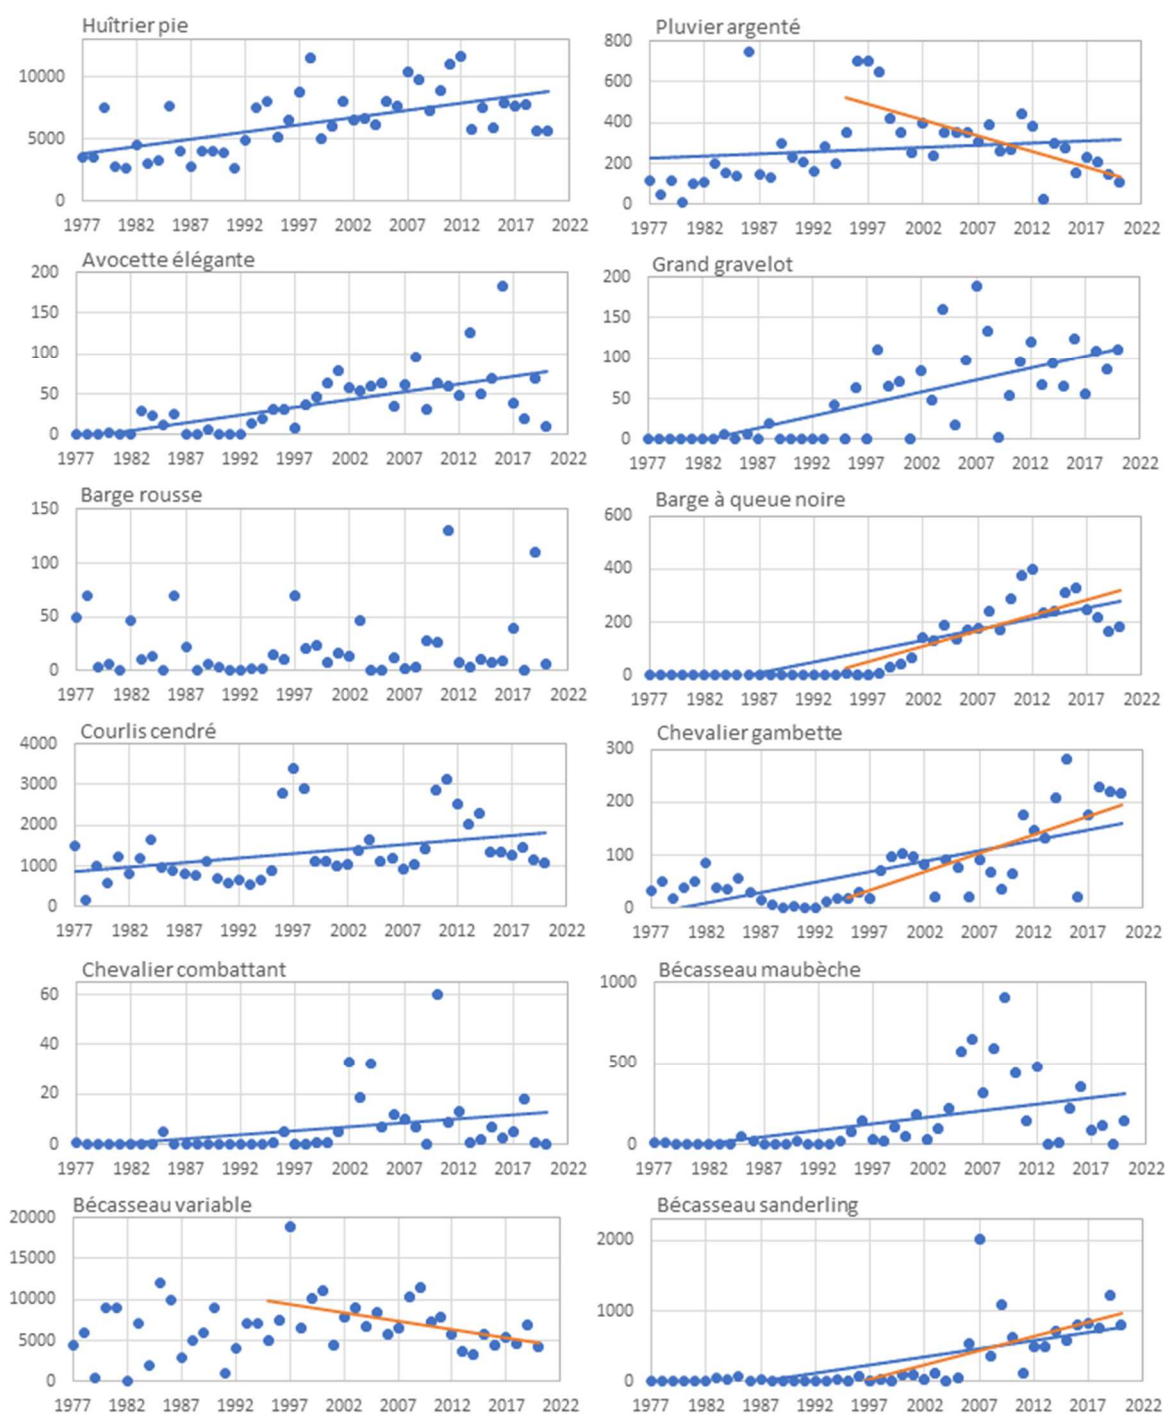 Huîtrier pie
10000
5000
0
1977 1982 1987 1992 1997 2002 2007 2012 2017 2022
Pluvier argenté
800
600
400
200
0
1977 1982 1987 1992 1997 2002 2007 2012 2017 2022
Avocette élégante
200
150
100
50
0
1977 1982 1987 1992 1997 2002 2007 2012 2017 2022
Grand gravelot
200
150
100
50
0
1977 1982 1987 1992 1997 2002 2007 2012 2017 2022
Barge rousse
150
100
50
0
1977 1982 1987 1992 1997 2002 2007 2012 2017 2022
Barge à queue noire
600
400
200
0
1977 1982 1987 1992 1997 2002 2007 2012 2017 2022
Courlis cendré
4000
3000
2000
1000
0
1977 1982 1987 1992 1997 2002 2007 2012 2017 2022
Chevalier gambette
300
200
100
0
1977 1982 1987 1992 1997 2002 2007 2012 2017 2022
Chevalier combattant
60
40
20
0
1977 1982 1987 1992 1997 2002 2007 2012 2017 2022
Bécasseau maubèche
1000
500
0
1977 1982 1987 1992 1997 2002 2007 2012 2017 2022
Bécasseau variable
20000
15000
10000
5000
0
1977 1982 1987 1992 1997 2002 2007 2012 2017 2022
Bécasseau sanderling
2000
1000
0
1977 1982 1987 1992 1997 2002 2007 2012 2017 2022